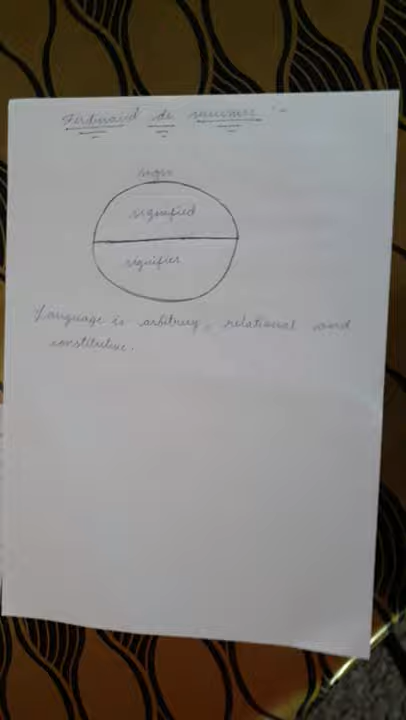 Ferdinand de saussure :-
sign
signified
signifier
Language is arbitrary, relational and
constitutive.